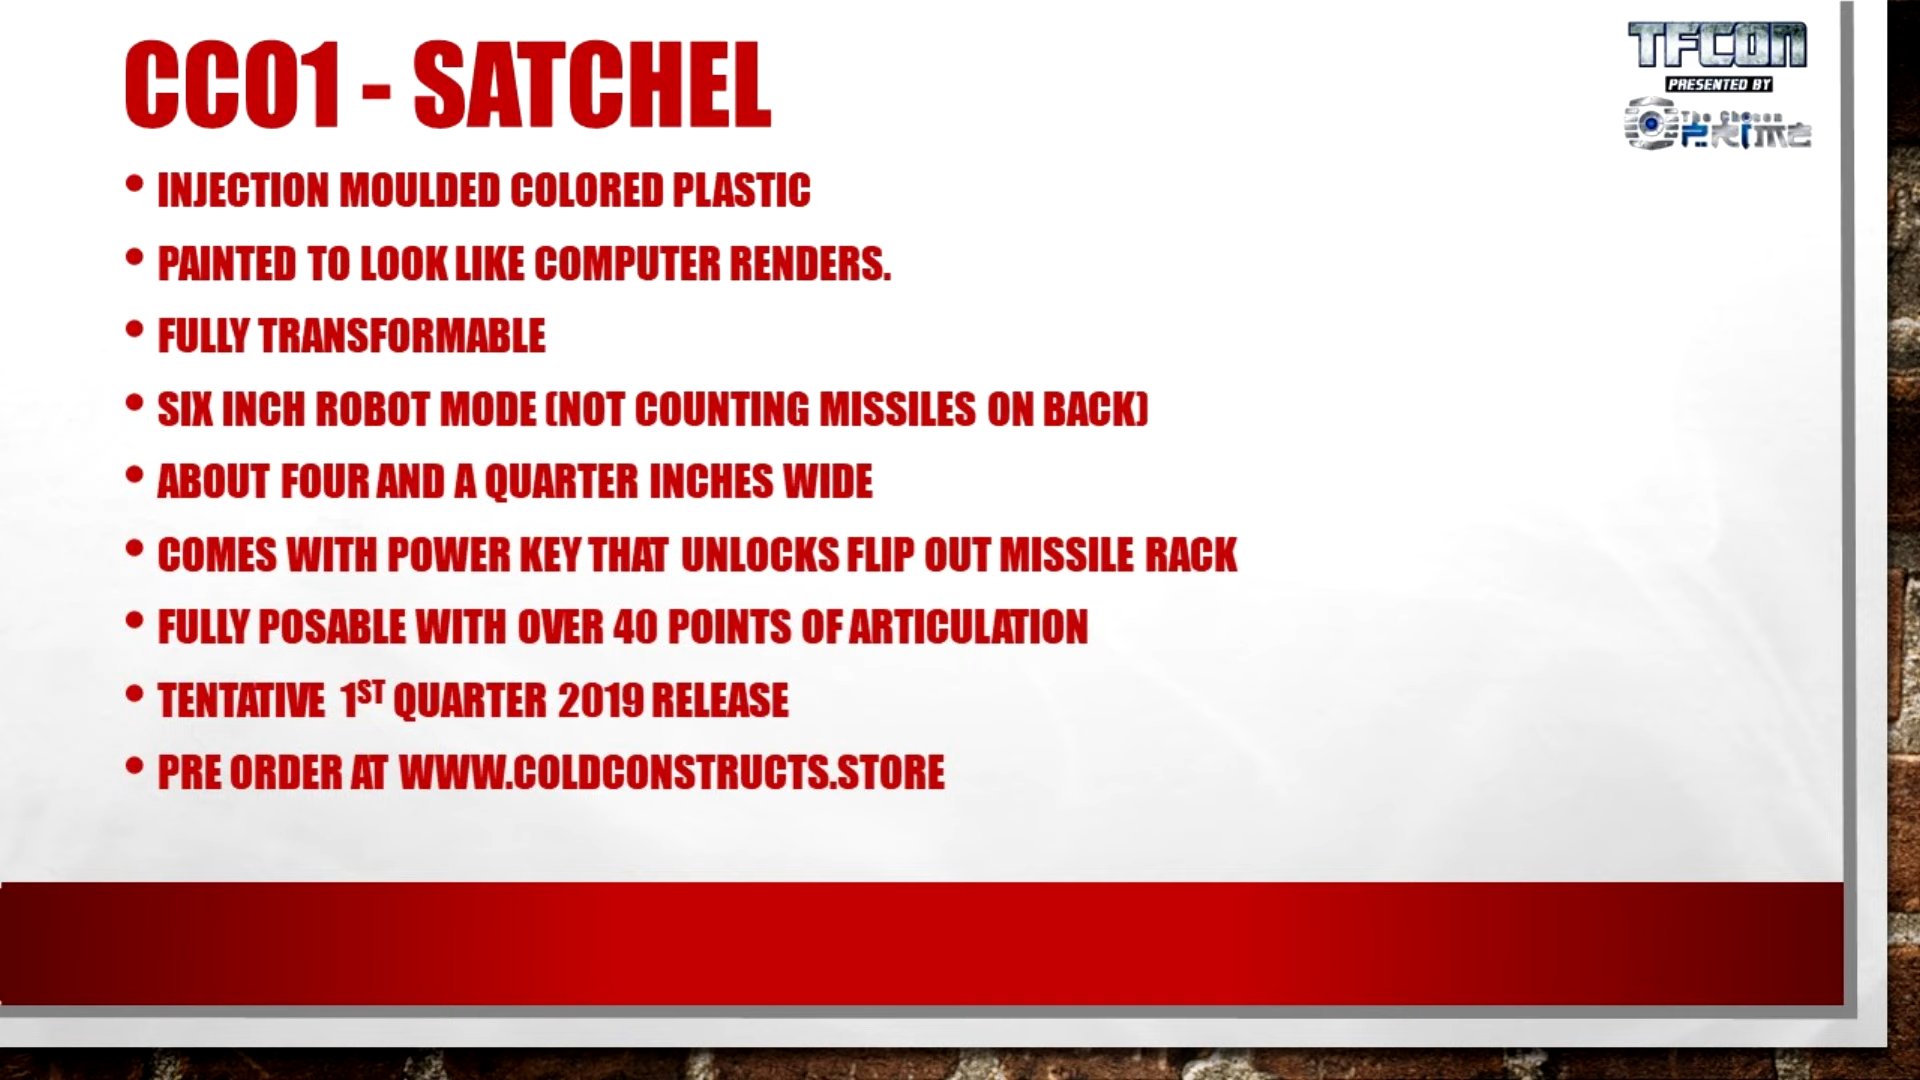 CC01 - SATCHEL
TFCON
PRESENTED BY
The Chosen
PRIME
• INJECTION MOULDED COLORED PLASTIC
• PAINTED TO LOOK LIKE COMPUTER RENDERS.
• FULLY TRANSFORMABLE
• SIX INCH ROBOT MODE (NOT COUNTING MISSILES ON BACK)
• ABOUT FOUR AND A QUARTER INCHES WIDE
• COMES WITH POWER KEY THAT UNLOCKS FLIP OUT MISSILE RACK
• FULLY POSABLE WITH OVER 40 POINTS OF ARTICULATION
• TENTATIVE 1ST QUARTER 2019 RELEASE
• PRE ORDER AT WWW.COLDCONSTRUCTS.STORE